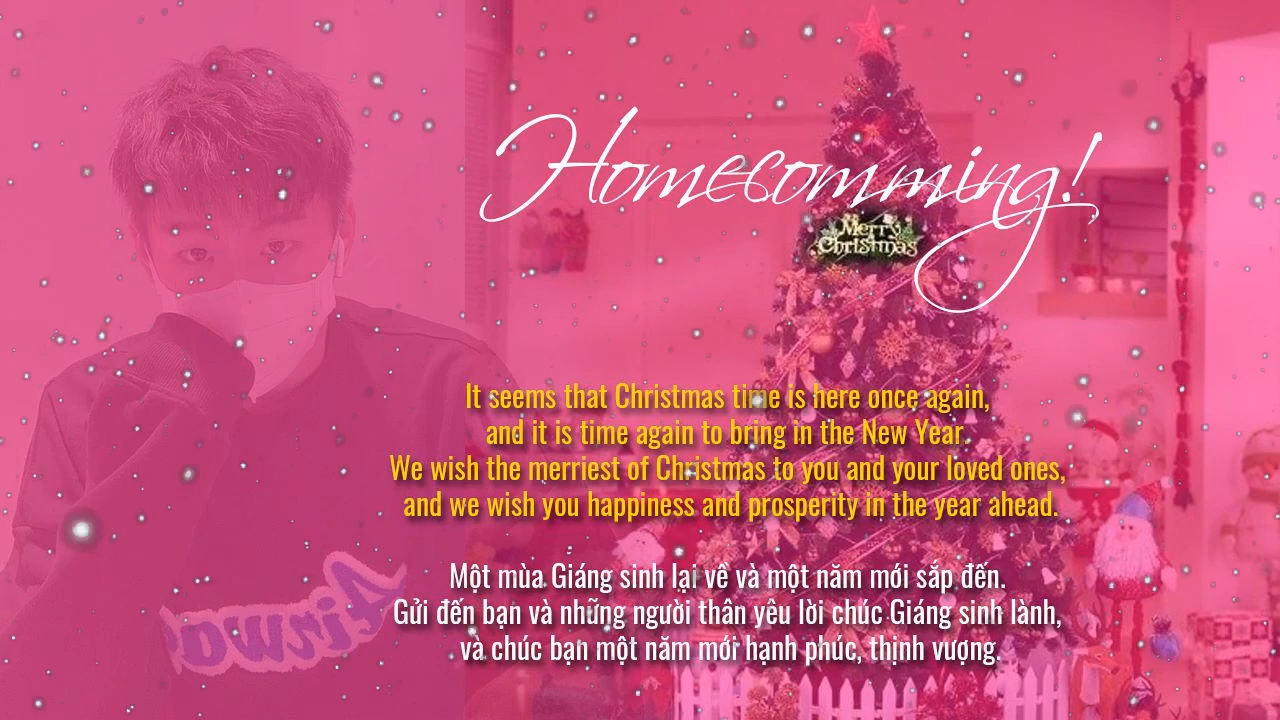 Homecomming!
Merry
Christmas
It seems that Christmas time is here once again,
and it is time again to bring in the New Year.
We wish the merriest of Christmas to you and your loved ones,
and we wish you happiness and prosperity in the year ahead.
Một mùa Giáng sinh lại về và một năm mới sắp đến.
Gửi đến bạn và những người thân yêu lời chúc Giáng sinh lành,
và chúc bạn một năm mới hạnh phúc, thịnh vượng.